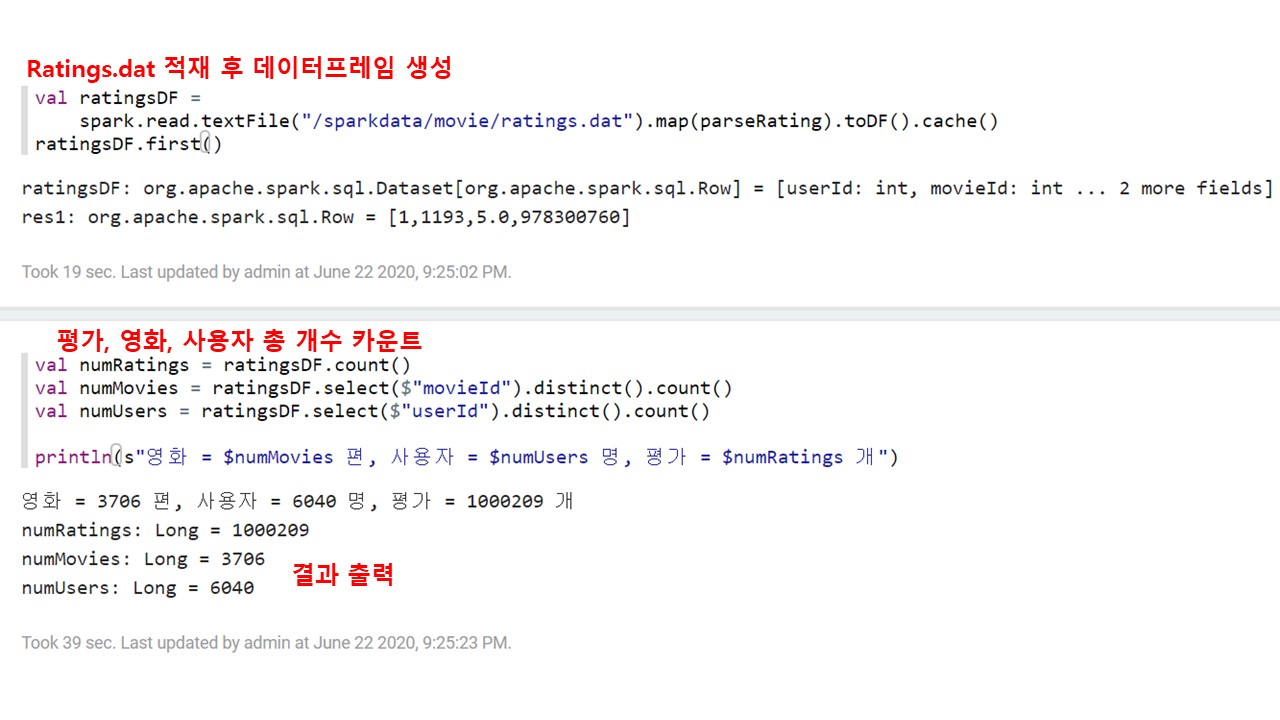 Ratings.dat 적재 후 데이터프레임 생성
val ratingsDF =
spark.read.textFile("/sparkdata/movie/ratings.dat").map(parseRating).toDF().cache()
ratingsDF.first()
ratingsDF: org.apache.spark.sql.Dataset[org.apache.spark.sql.Row] = [userId: int, movieId: int ... 2 more fields]
res1: org.apache.spark.sql.Row = [1,1193,5.0,978300760]
Took 19 sec. Last updated by admin at June 22 2020, 9:25:02 PM.
평가, 영화, 사용자 총 개수 카운트
val numRatings = ratingsDF.count()
val numMovies = ratingsDF.select($"movieId").distinct().count()
val numUsers = ratingsDF.select($"userId").distinct().count()
println(s"영화 = $numMovies 편, 사용자 = $numUsers 명, 평가 = $numRatings 개")
영화 = 3706 편, 사용자 = 6040 명, 평가 = 1000209 개
numRatings: Long = 1000209
numMovies: Long = 3706
numUsers: Long = 6040
결과 출력
Took 39 sec. Last updated by admin at June 22 2020, 9:25:23 PM.